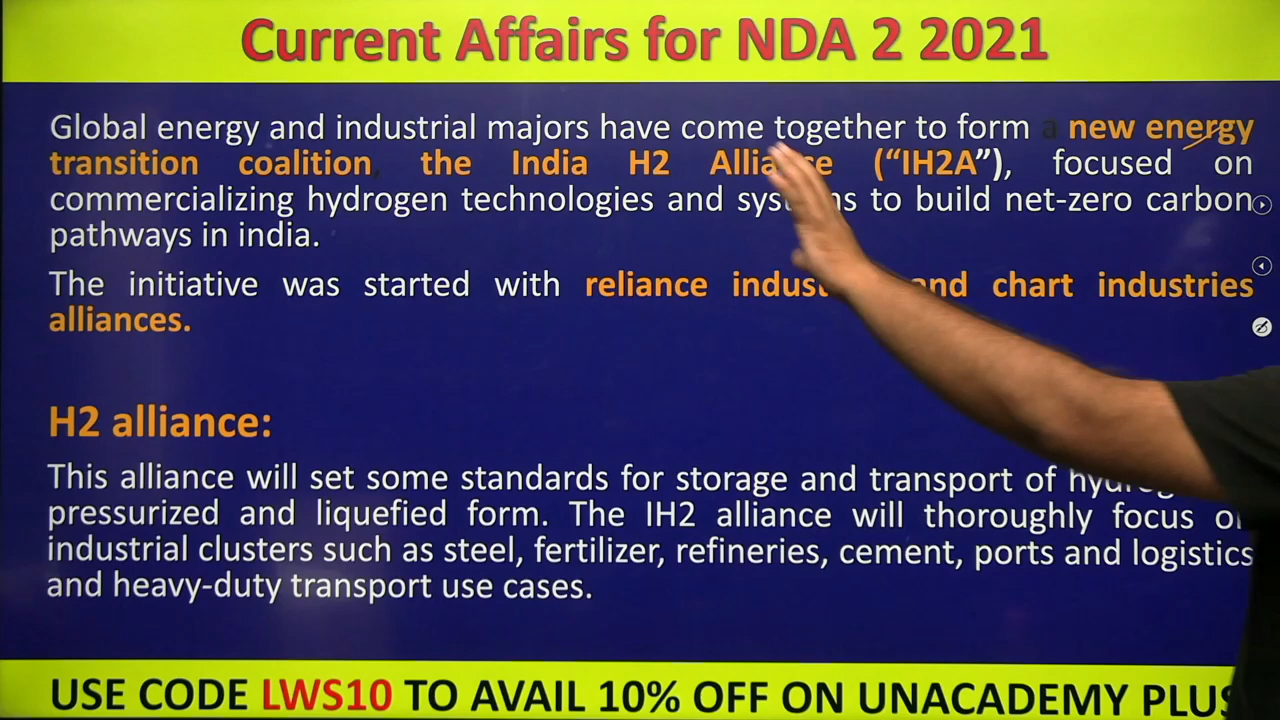 Current Affairs for NDA 2 2021
Global energy and industrial majors have come together to form a new energy
transition coalition, the India H2 Alliance (“IH2A”), focused on
commercializing hydrogen technologies and systems to build net-zero carbon
pathways in india.
The initiative was started with reliance and chart industries
alliances.
H2 alliance:
This alliance will set some standards for storage and transport of
pressurized and liquefied form. The IH2 alliance will thoroughly focus on
industrial clusters such as steel, fertilizer, refineries, cement, ports and logistics
and heavy-duty transport use cases.
USE CODE LWS10 TO AVAIL 10% OFF ON UNACADEMY PLUS